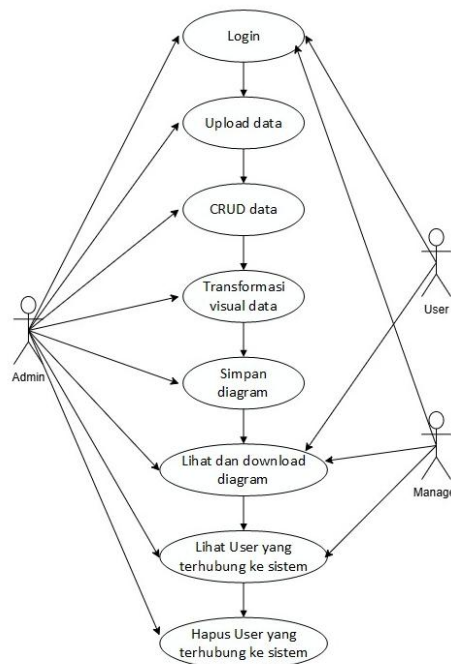 Login
Upload data
CRUD data
Transformasi
visual data
User
Admin
Simpan
diagram
Lihat dan download
diagram
Manage
Lihat User yang
terhubung ke sistem
Hapus User yang
terhubung ke sistem